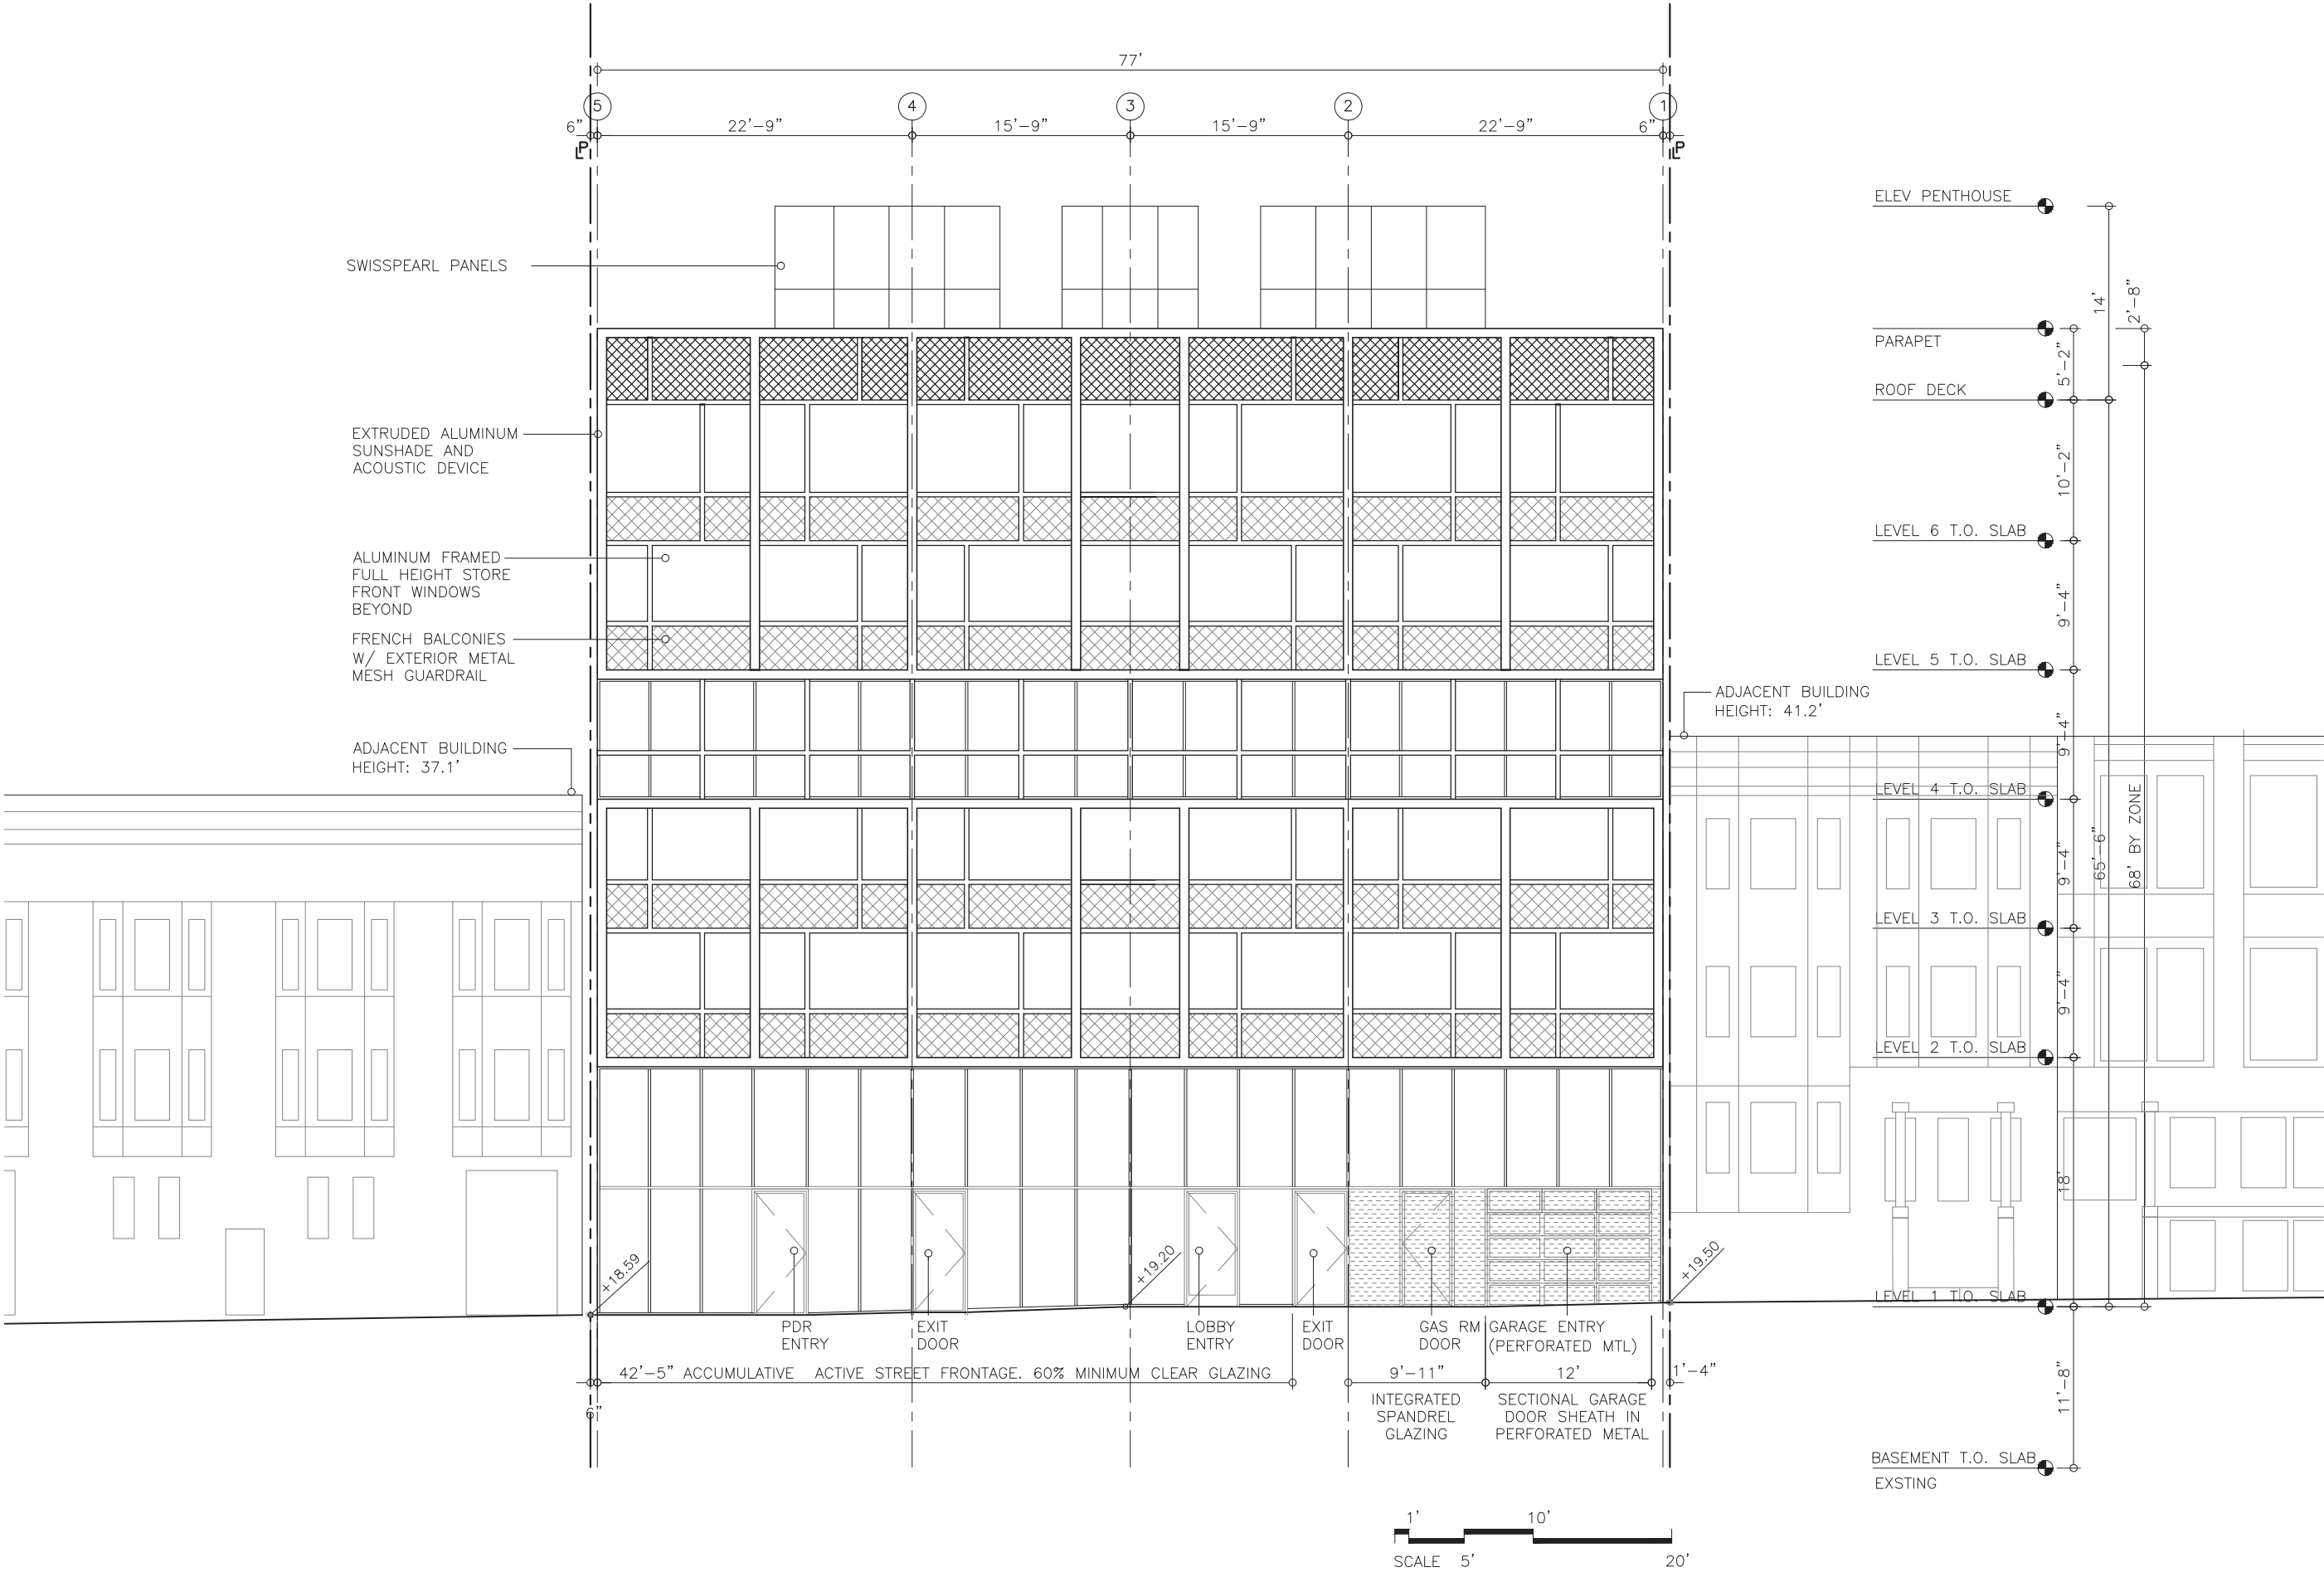 77'
5
4
3
2
1
6"
22'-9"
15'-9"
15'-9"
22'-9"
6"
PL
PL
ELEV PENTHOUSE
SWISSPEARL PANELS
14'
2'-8"
PARAPET
5'-2"
ROOF DECK
EXTRUDED ALUMINUM
SUNSHADE AND
ACOUSTIC DEVICE
10'-2"
LEVEL 6 T.O. SLAB
ALUMINUM FRAMED
FULL HEIGHT STORE
FRONT WINDOWS
BEYOND
9'-4"
FRENCH BALCONIES
W/ EXTERIOR METAL
MESH GUARDRAIL
LEVEL 5 T.O. SLAB
ADJACENT BUILDING
HEIGHT: 41.2'
9'-4"
ADJACENT BUILDING
HEIGHT: 37.1'
LEVEL 4 T.O. SLAB
9'-4"
65'-6"
68' BY ZONE
LEVEL 3 T.O. SLAB
9'-4"
LEVEL 2 T.O. SLAB
18'
+18.59
+19.20
+19.50
LEVEL 1 T.O. SLAB
PDR
ENTRY
EXIT
DOOR
LOBBY
ENTRY
EXIT
DOOR
GAS RM
DOOR
GARAGE ENTRY
(PERFORATED MTL)
42'-5" ACCUMULATIVE ACTIVE STREET FRONTAGE. 60% MINIMUM CLEAR GLAZING
9'-11"
12'
1'-4"
6"
INTEGRATED
SPANDREL
GLAZING
SECTIONAL GARAGE
DOOR SHEATH IN
PERFORATED METAL
11'-8"
BASEMENT T.O. SLAB
EXSTING
1'
10'
SCALE 5'
20'